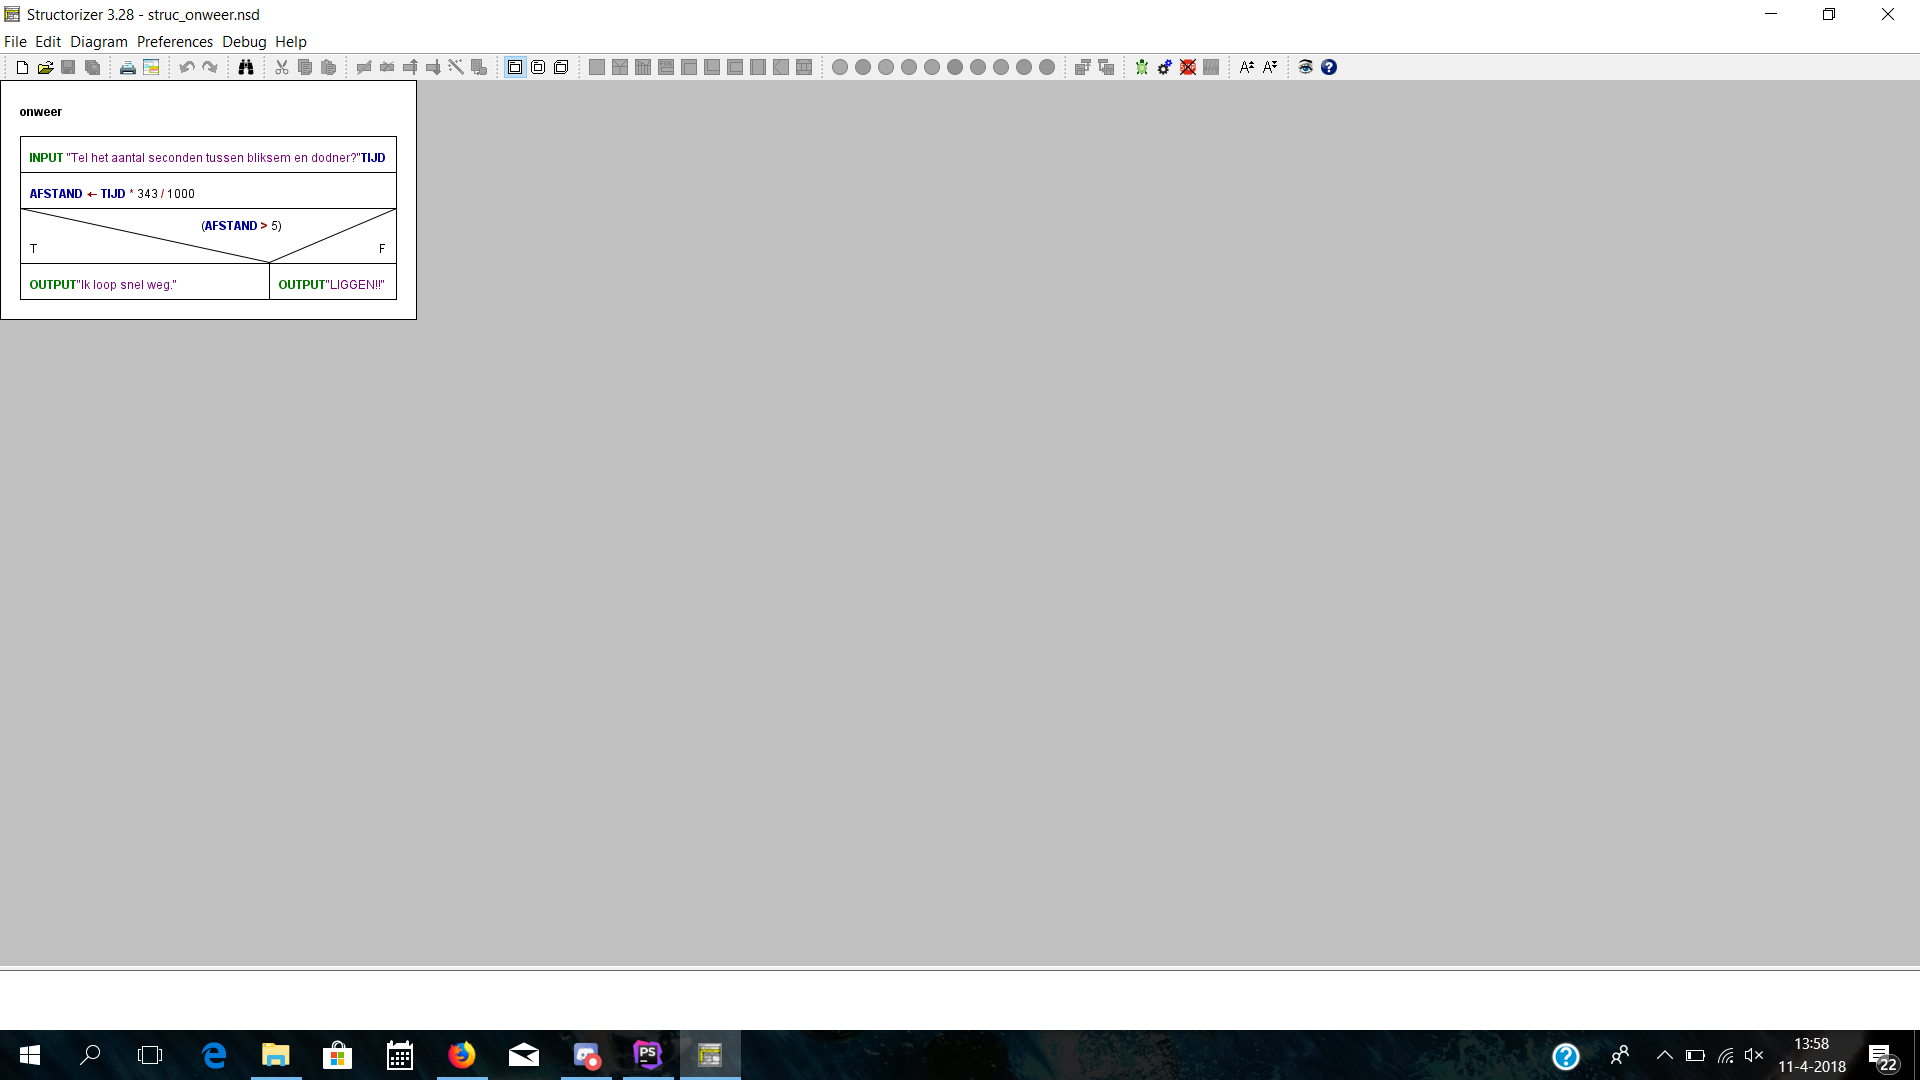 Structorizer 3.28 - struc_onweer.nsd
File Edit Diagram Preferences Debug Help
onweer
INPUT "Tel het aantal seconden tussen bliksem en dodner?"TIJD
AFSTAND ← TIJD * 343 / 1000
(AFSTAND > 5)
T F
OUTPUT"Ik loop snel weg." OUTPUT"LIGGEN!!"
PS
13:58
11-4-2018
22